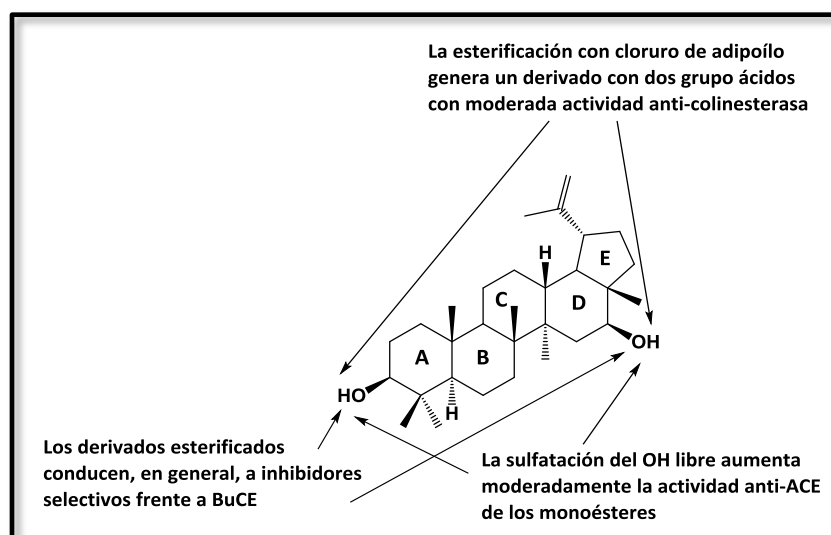 La esterificación con cloruro de adipoílo
genera un derivado con dos grupo ácidos
con moderada actividad anti-colinesterasa
H
E
C
D
OH
A
B
HO
H
Los derivados esterificados
conducen, en general, a inhibidores
selectivos frente a BuCE
La sulfatación del OH libre aumenta
moderadamente la actividad anti-ACE
de los monoésteres